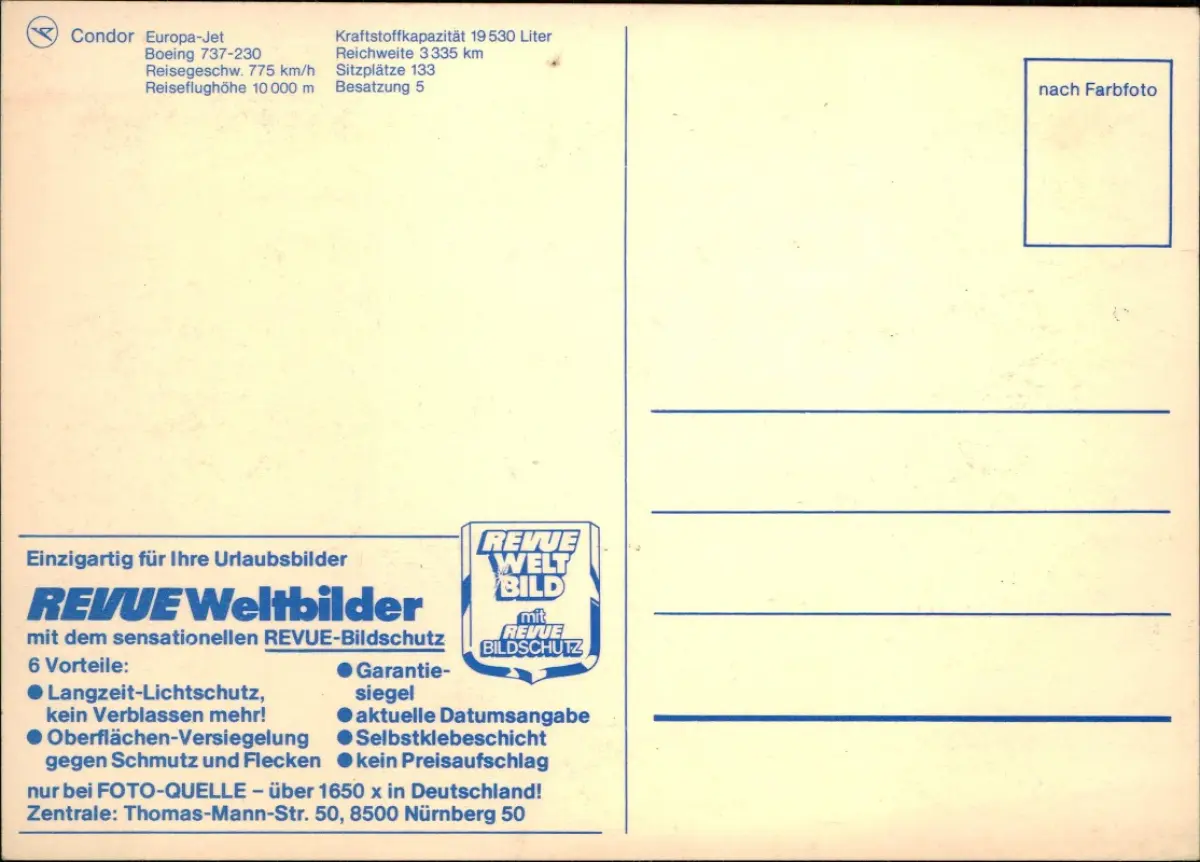 Condor
Europa-Jet
Boeing 737-230
Reisegeschw. 775 km/h
Reiseflughöhe 10 000 m
Kraftstoffkapazität 19 530 Liter
Reichweite 3 335 km
Sitzplätze 133
Besatzung 5
nach Farbfoto
Einzigartig für Ihre Urlaubsbilder
REVUE Weltbilder
mit dem sensationellen REVUE-Bildschutz
6 Vorteile:
● Langzeit-Lichtschutz,
kein Verblassen mehr!
● Oberflächen-Versiegelung
gegen Schmutz und Flecken
● Garantie-
siegel
● aktuelle Datumsangabe
● Selbstklebeschicht
● kein Preisaufschlag
nur bei FOTO-QUELLE – über 1650 x in Deutschland!
Zentrale: Thomas-Mann-Str. 50, 8500 Nürnberg 50
REVUE
WELT
BILD
mit
REVUE
BILDSCHUTZ